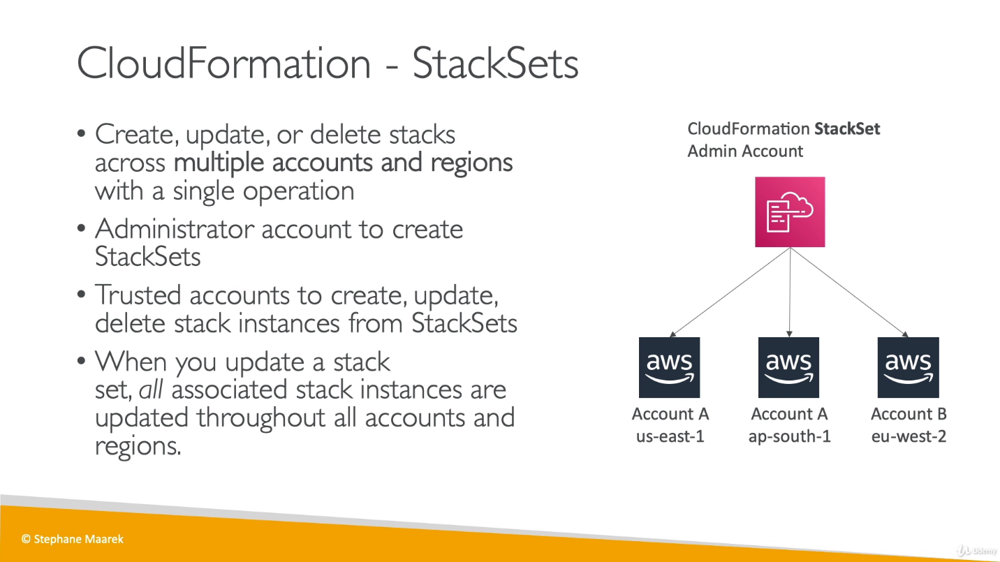 CloudFormation - StackSets
• Create, update, or delete stacks
across multiple accounts and regions
with a single operation
• Administrator account to create
StackSets
• Trusted accounts to create, update,
delete stack instances from StackSets
• When you update a stack
set, all associated stack instances are
updated throughout all accounts and
regions.
CloudFormation StackSet
Admin Account
aws
aws
aws
Account A
us-east-1
Account A
ap-south-1
Account B
eu-west-2
© Stephane Maarek
Udemy